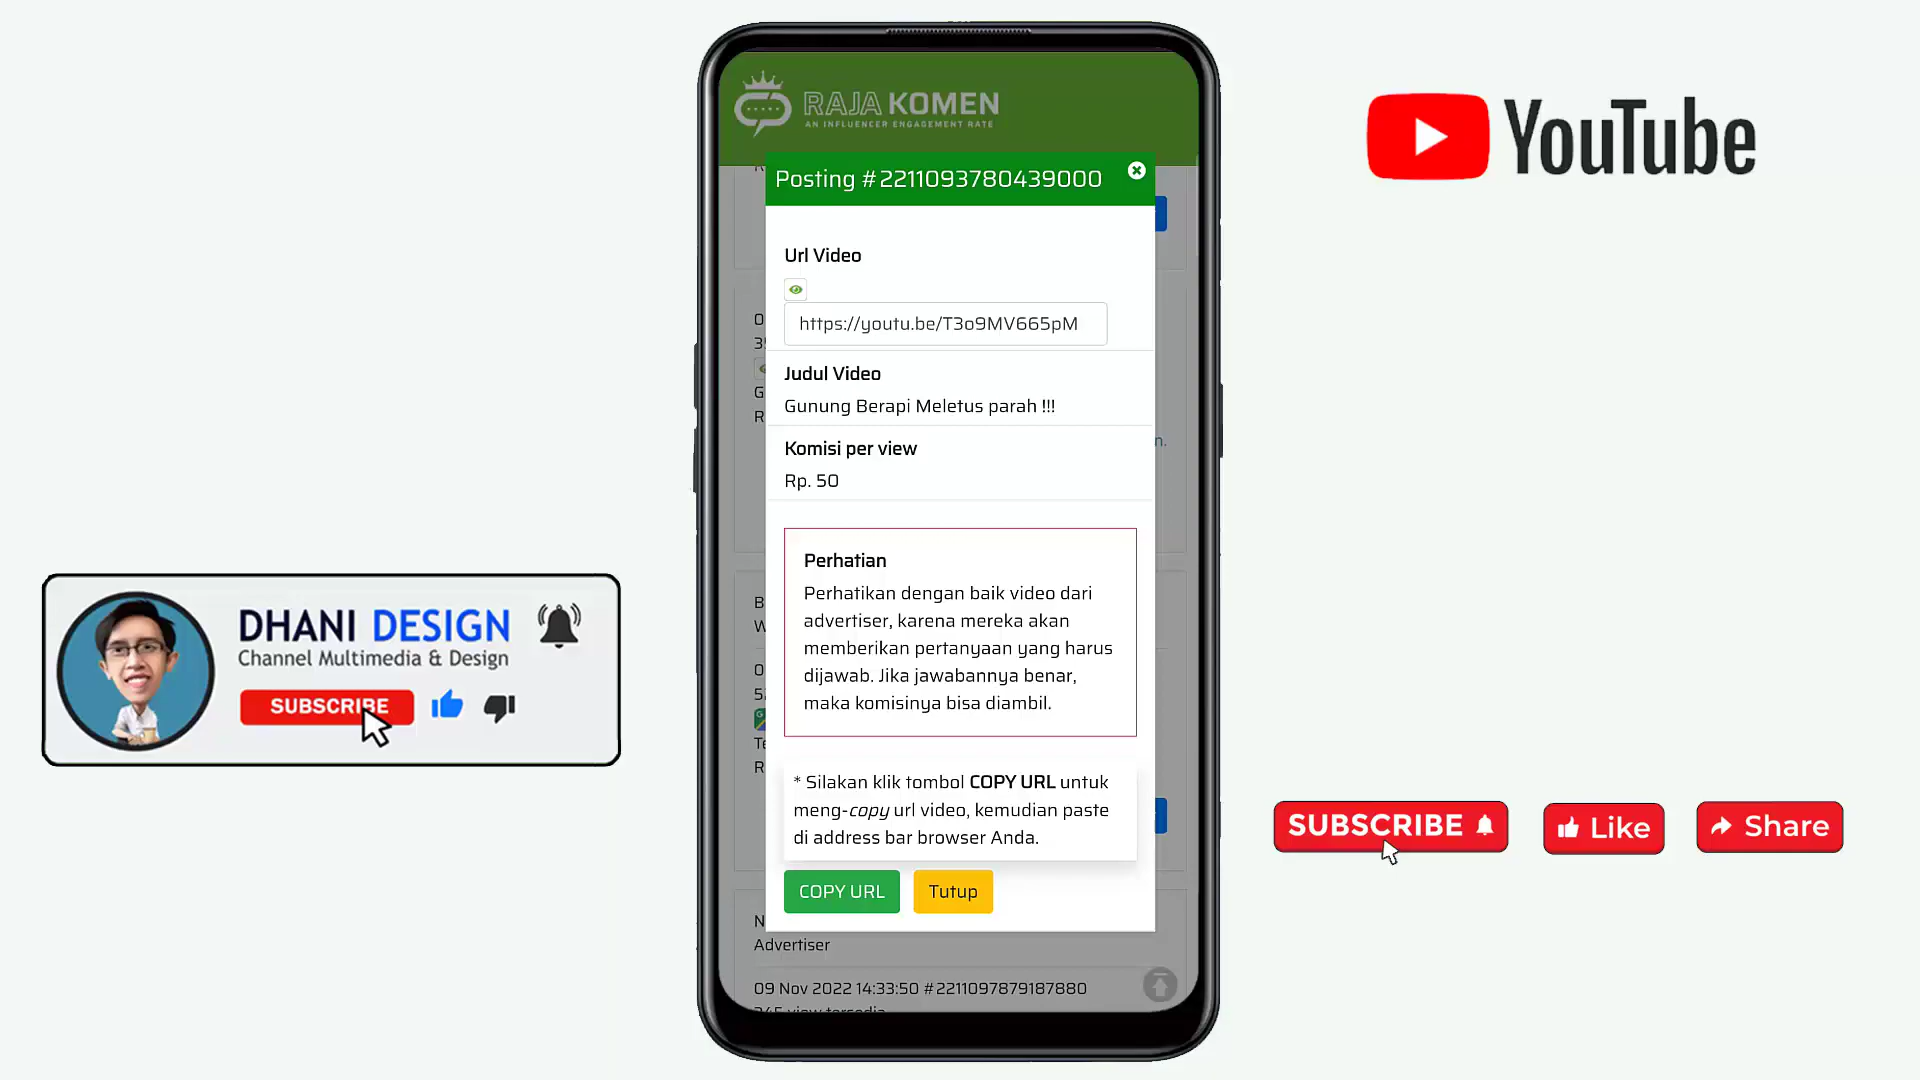 RAJA KOMEN
AN INFLUENCER ENGAGEMENT RATE
YouTube
Posting #2211093780439000
Url Video
https://youtu.be/T3o9MV665pM
Judul Video
Gunung Berapi Meletus parah !!!
Komisi per view
Rp. 50
Perhatian
Perhatikan dengan baik video dari
advertiser, karena mereka akan
memberikan pertanyaan yang harus
dijawab. Jika jawabannya benar,
maka komisinya bisa diambil.
* Silakan klik tombol COPY URL untuk
meng-copy url video, kemudian paste
di address bar browser Anda.
COPY URL
Tutup
Advertiser
09 Nov 2022 14:33:50 #2211097879187880
view tersedia
DHANI DESIGN
Channel Multimedia & Design
SUBSCRIBE
SUBSCRIBE
Like
Share